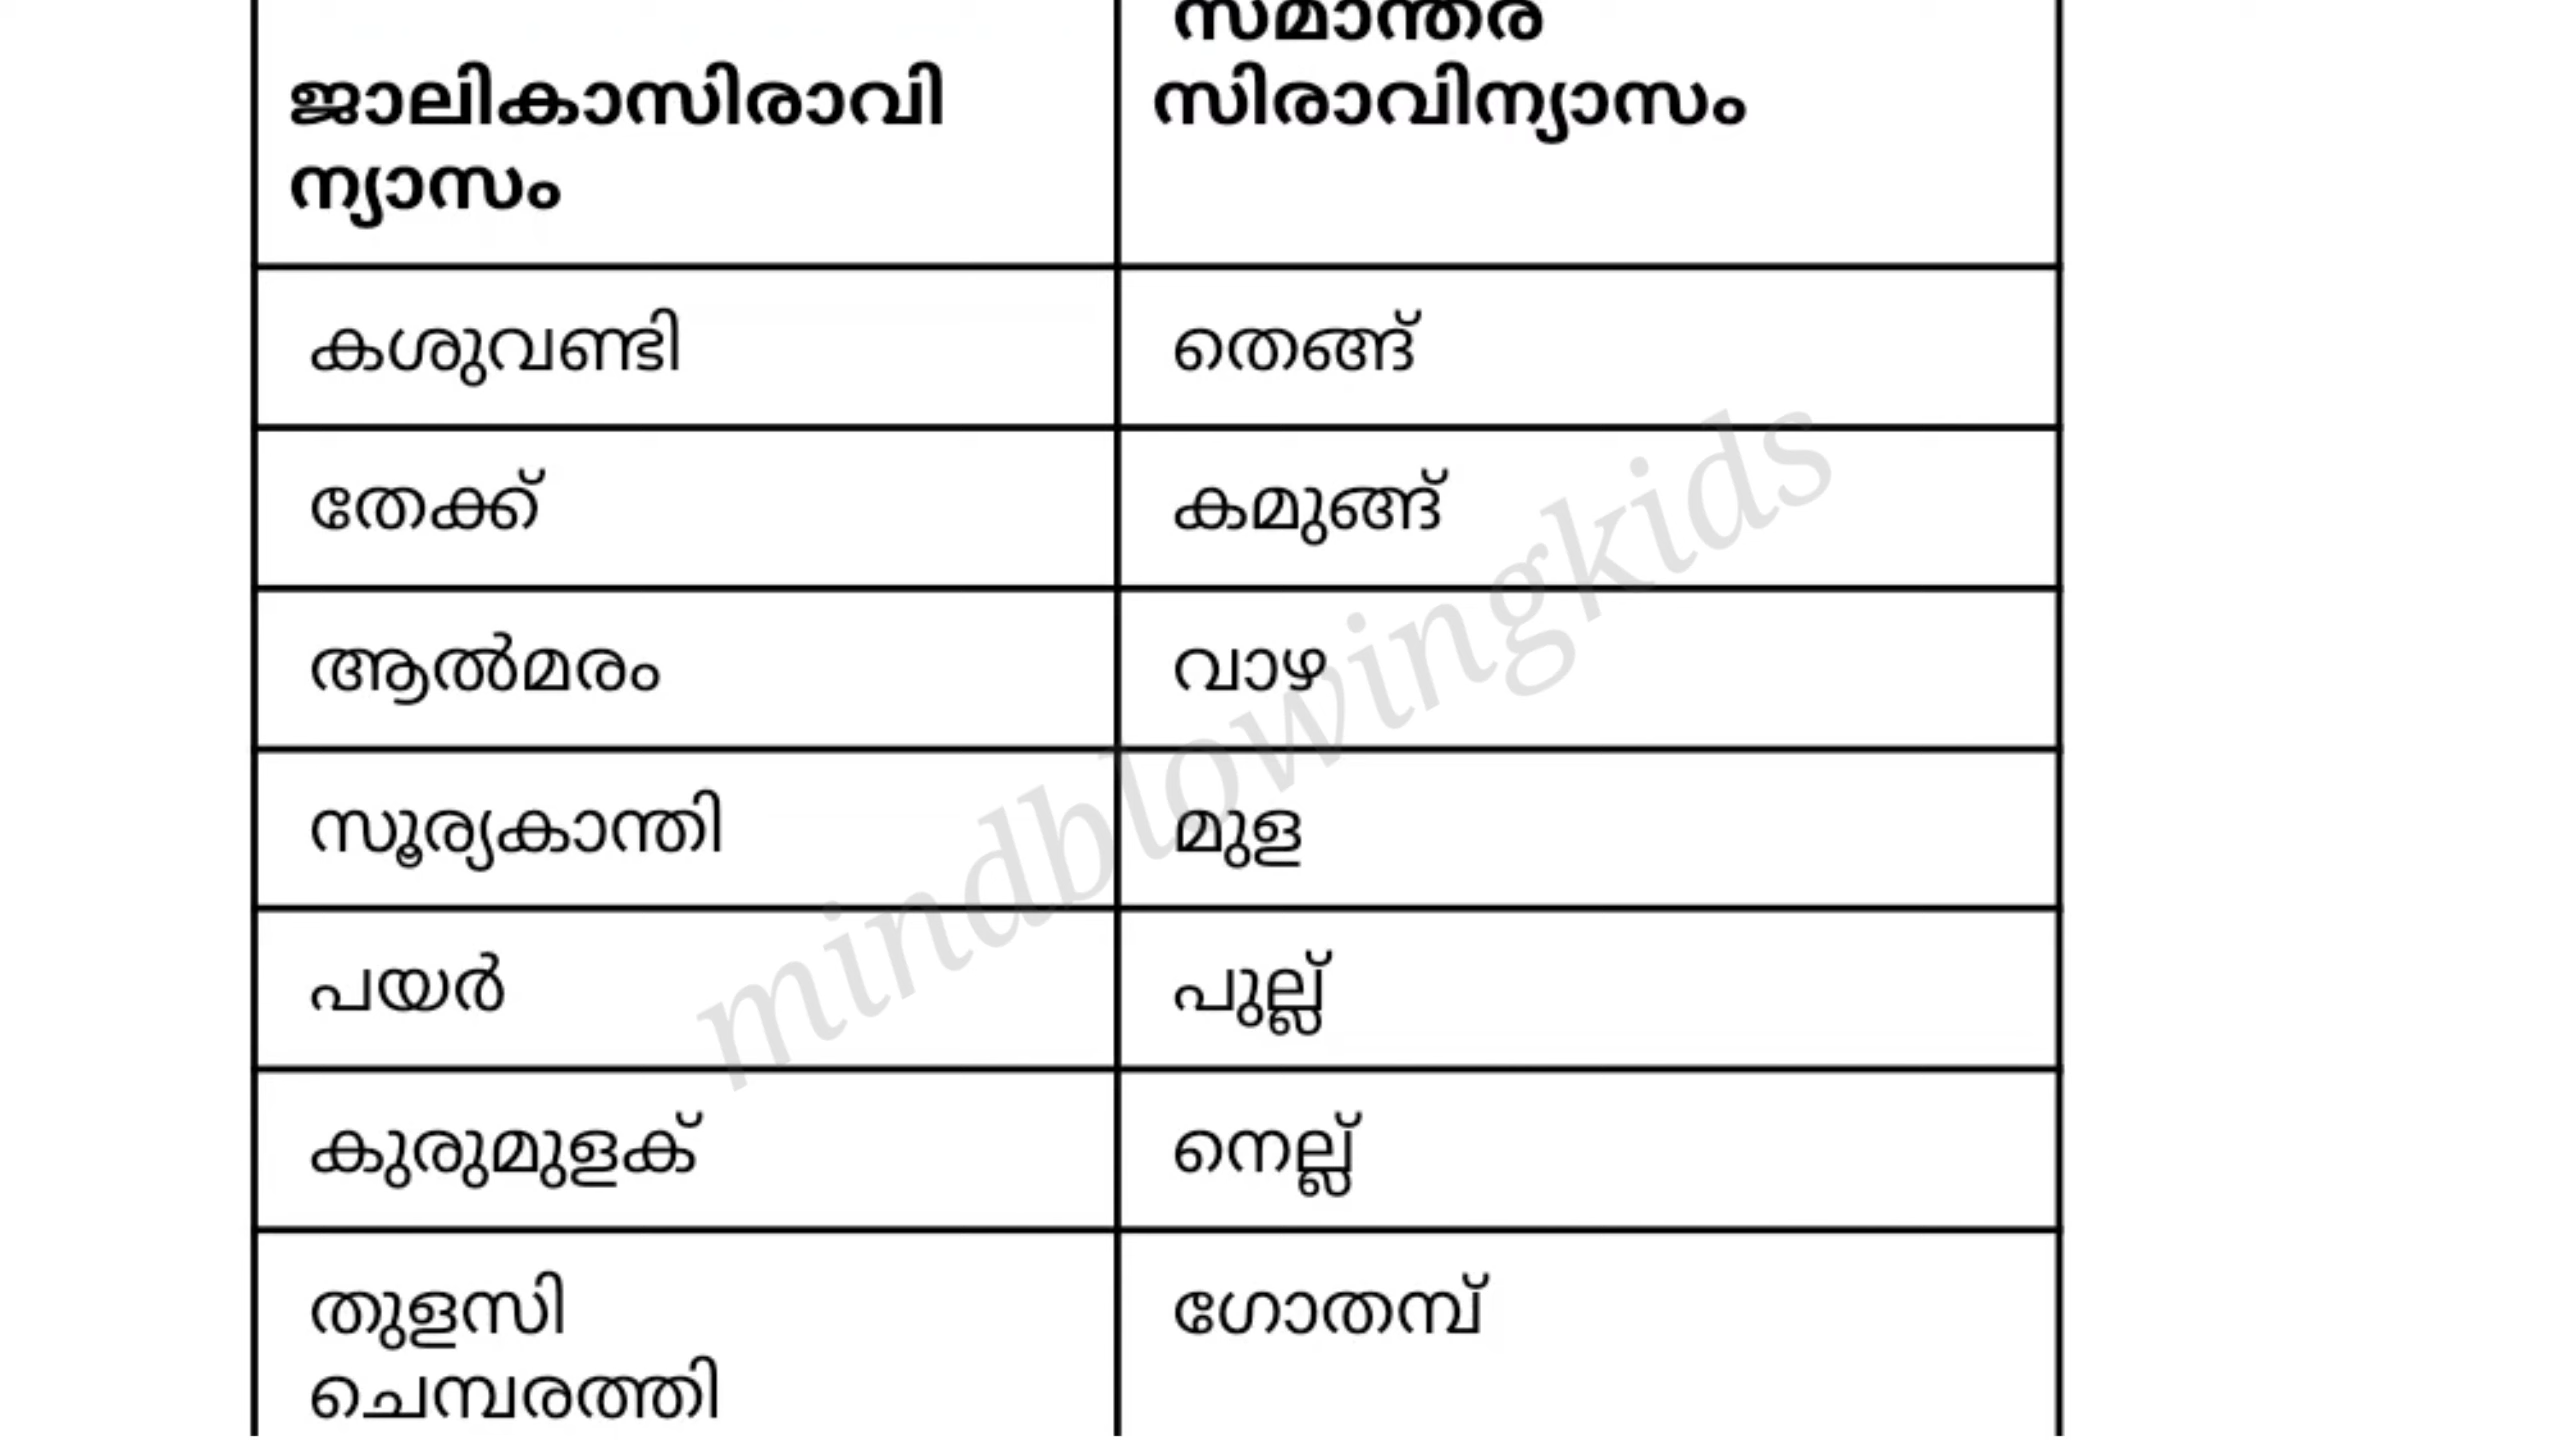 സമാന്തര
ജാലികാസിരാവി
സിരാവിന്യാസം
ന്യാസം
കശുവണ്ടി
തെങ്ങ്
തേക്ക്
കമുങ്ങ്
ആൽമരം
വാഴ
സൂര്യകാന്തി
മുള
പയർ
പുല്ല്
കുരുമുളക്
നെല്ല്
തുളസി
ഗോതമ്പ്
ചെമ്പരത്തി
mindblowingkids